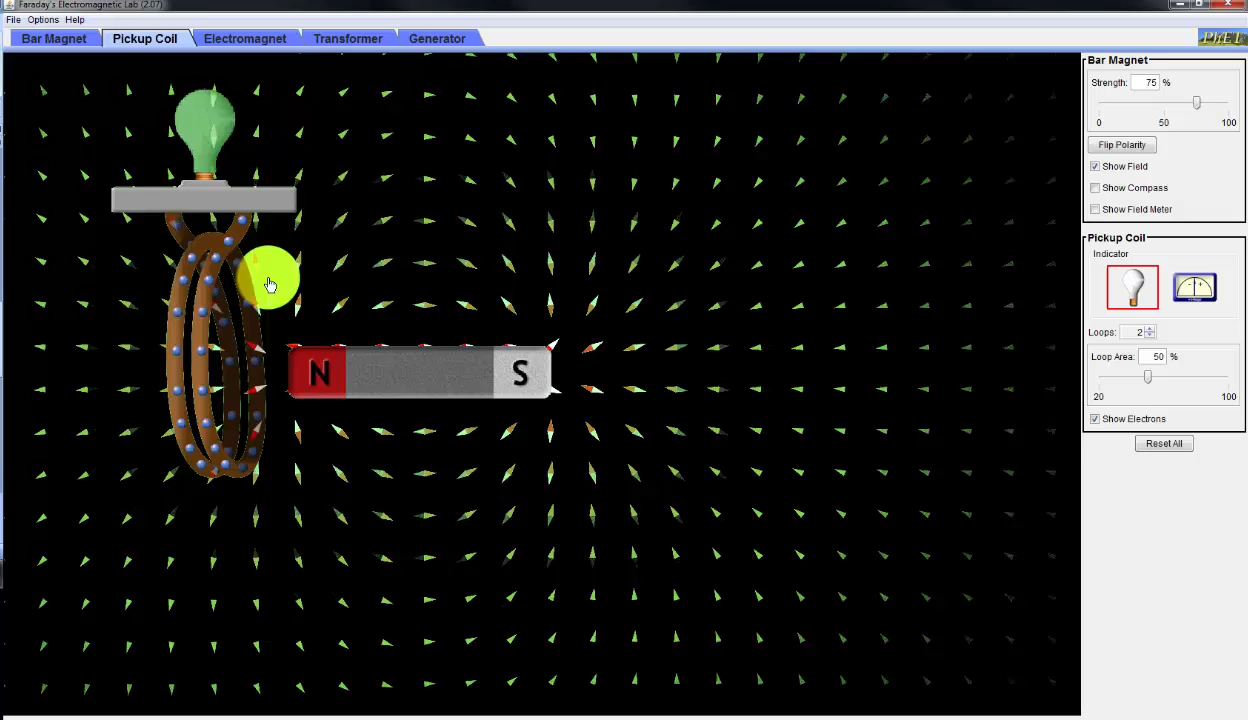 Faraday's Electromagnetic Lab (2.07)
File Options Help
Bar Magnet Pickup Coil Electromagnet Transformer Generator
PhET
Bar Magnet
Strength: 75 %
0 50 100
Flip Polarity
Show Field
Show Compass
Show Field Meter
Pickup Coil
Indicator
Loops: 2
Loop Area: 50 %
20 100
Show Electrons
Reset All
N S